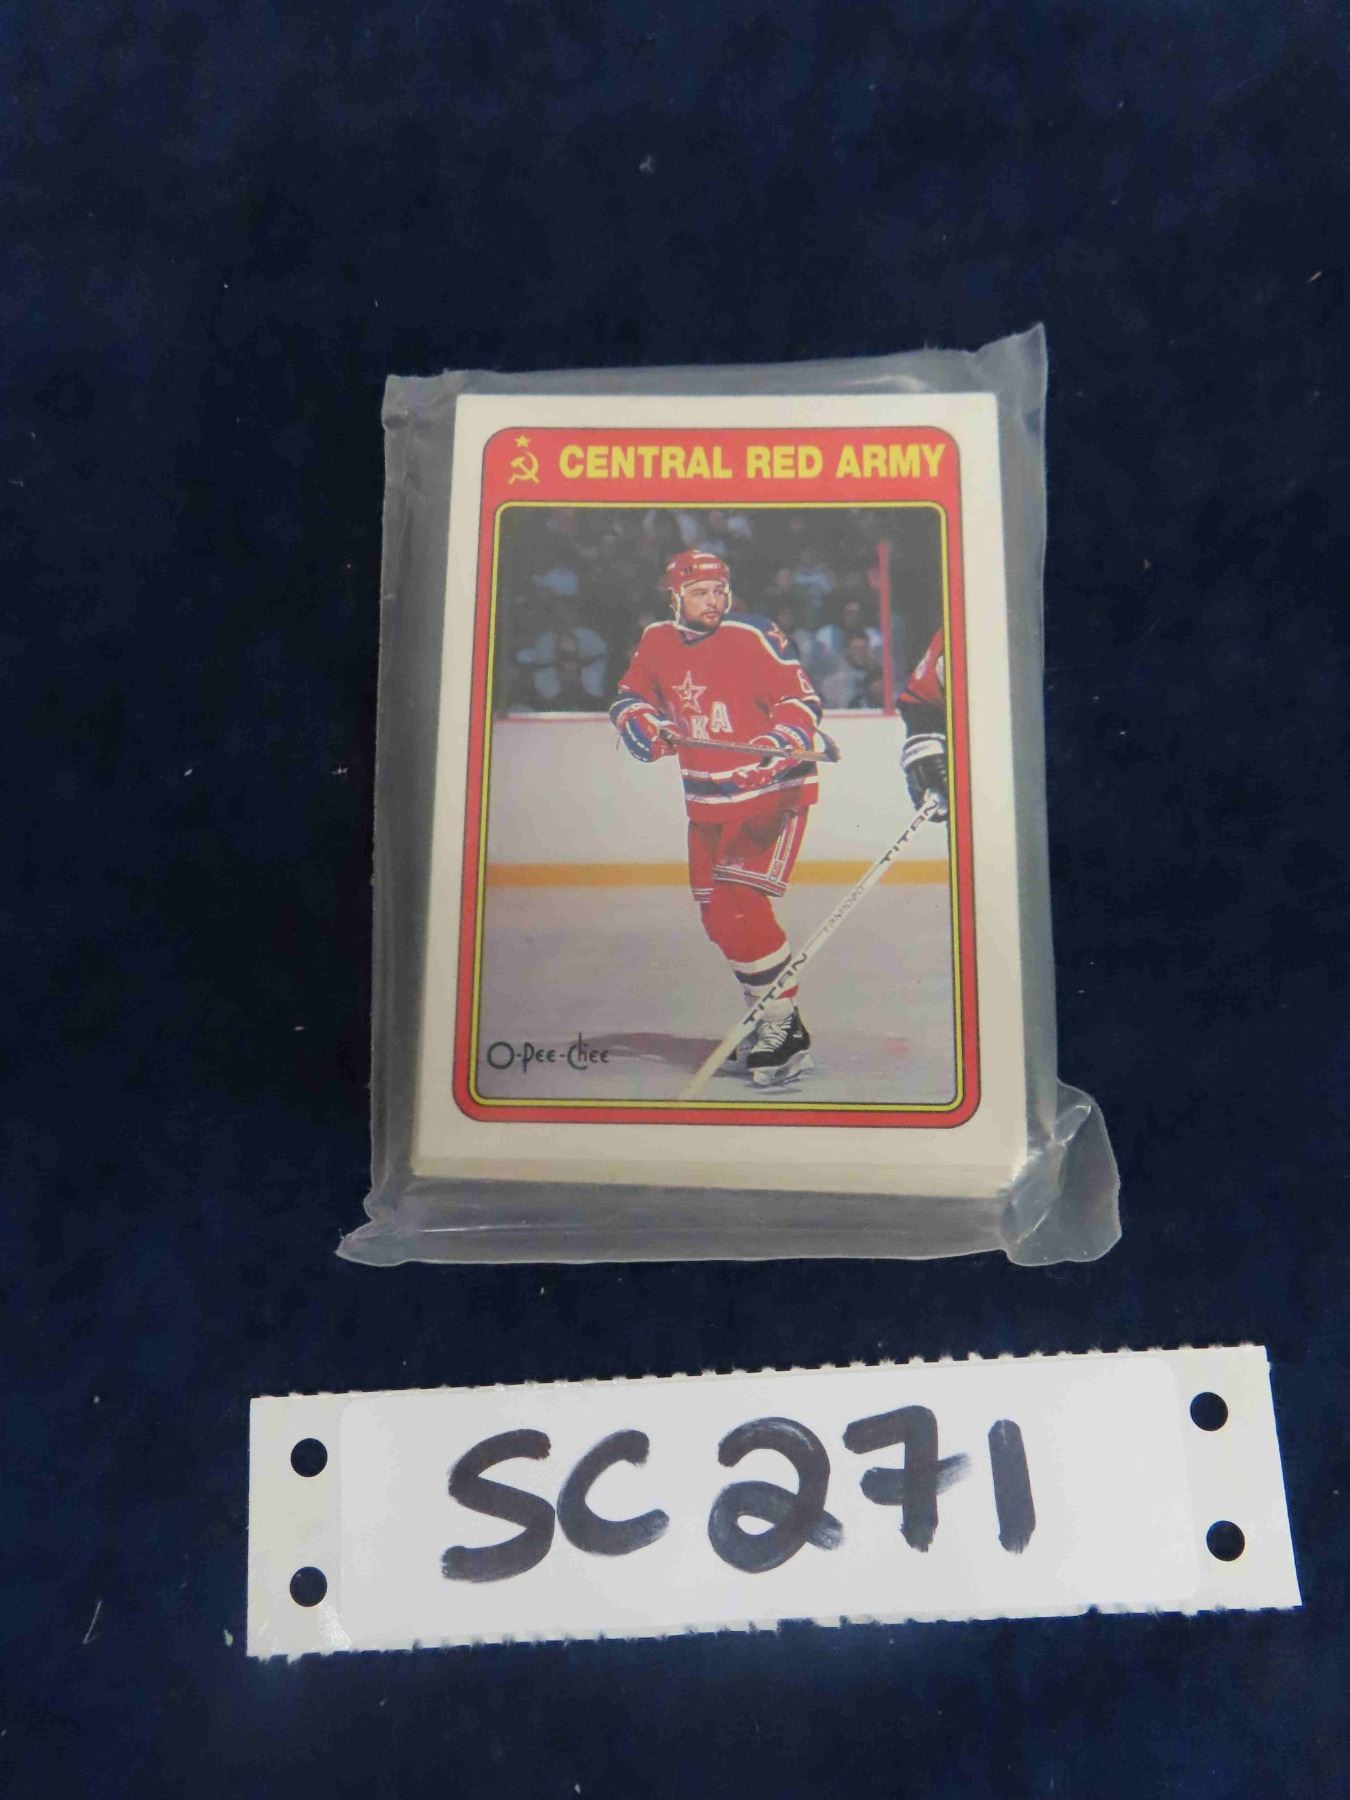 CENTRAL RED ARMY
KA
TITAN
TITAN
O-Pee-Chee
SC271